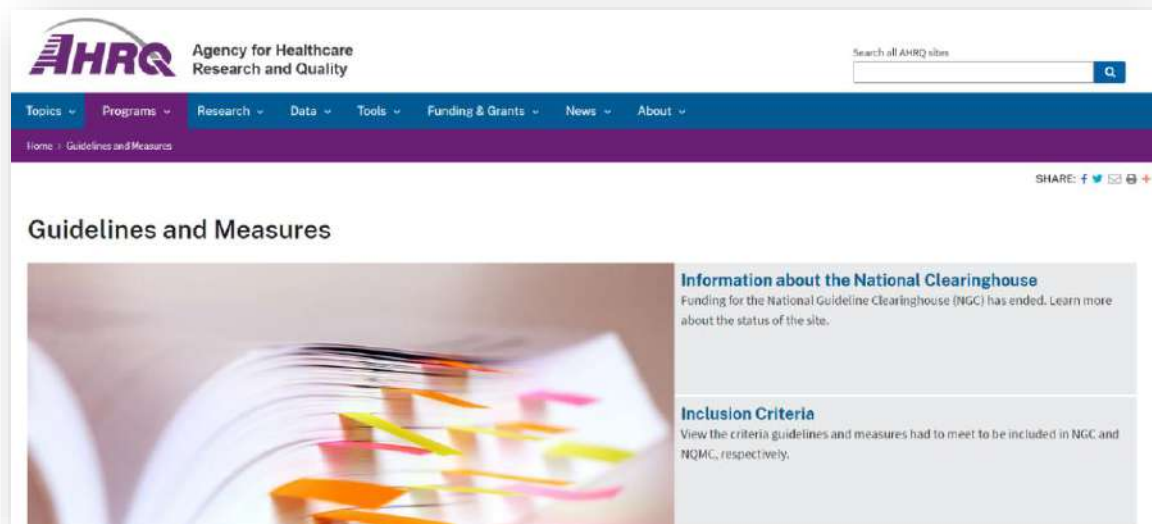 AHRQ
Agency for Healthcare
Research and Quality
Search all AHRQ sites
Topics Programs Research Data Tools Funding & Grants News About
Home Guidelines and Measures
SHARE:
Guidelines and Measures
Information about the National Clearinghouse
Funding for the National Guideline Clearinghouse (NGC) has ended. Learn more
about the status of the site.
Inclusion Criteria
View the criteria guidelines and measures had to meet to be included in NGC and
NQMC, respectively.